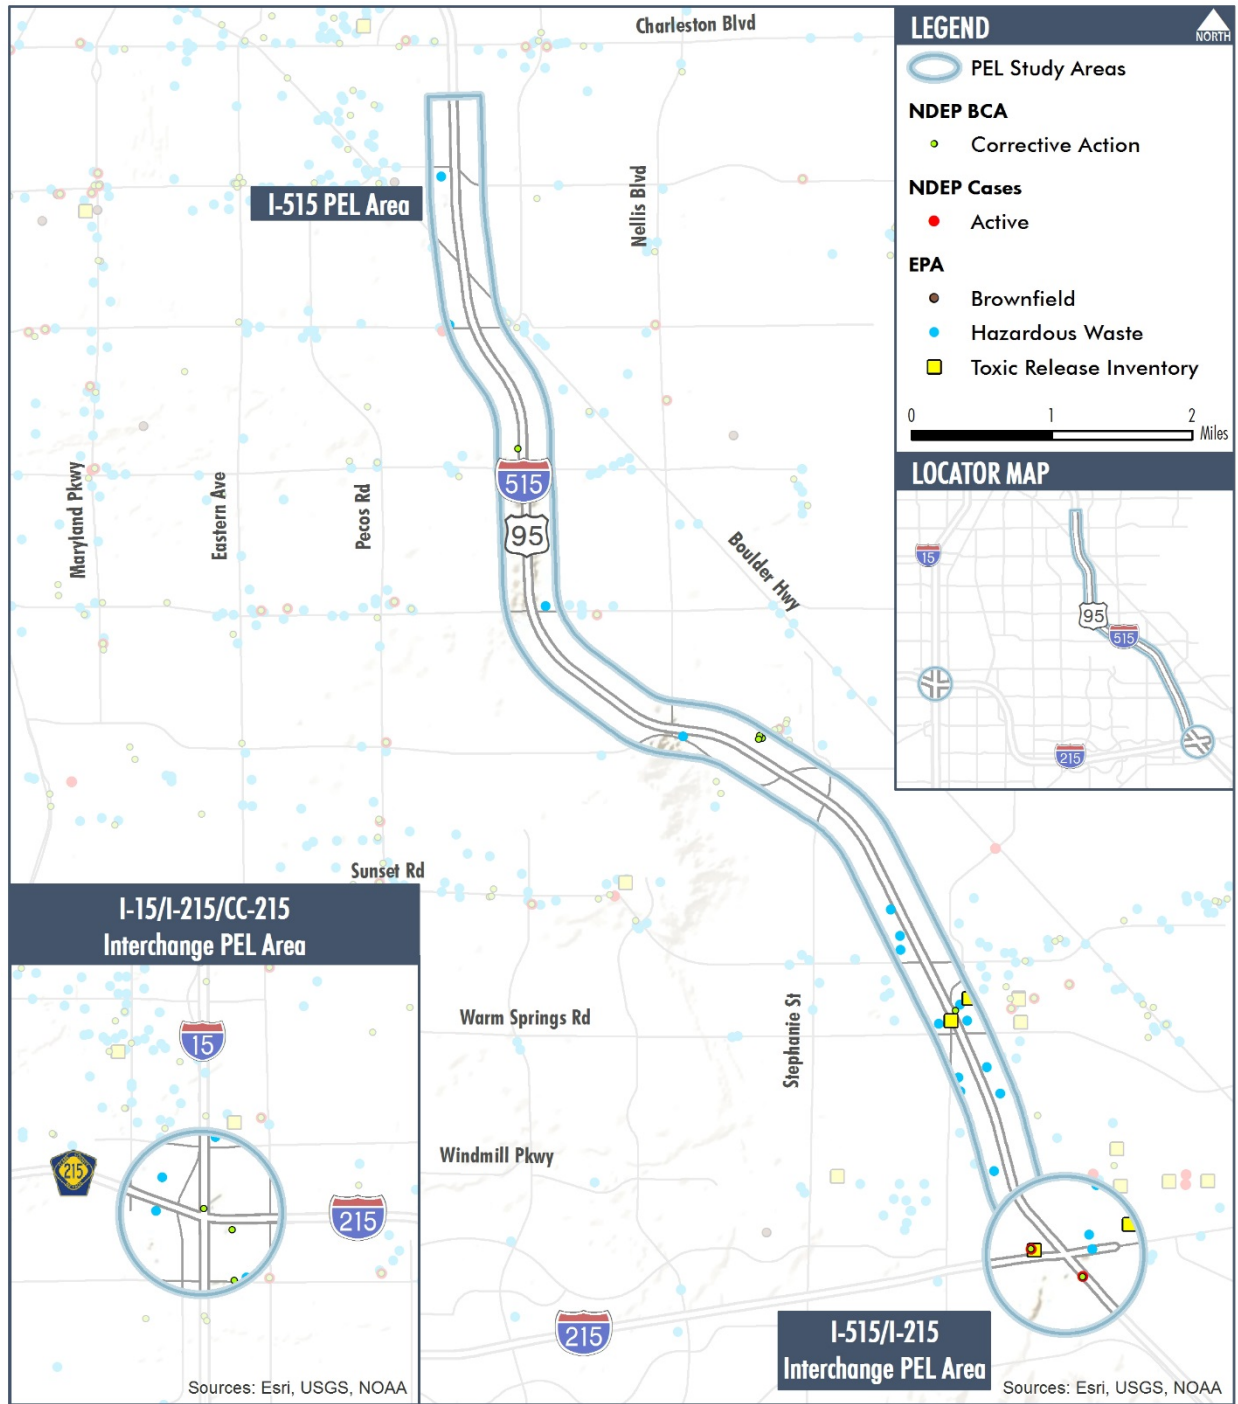 Charleston Blvd
LEGEND
NORTH
PEL Study Areas
NDEP BCA
Corrective Action
NDEP Cases
Active
EPA
Brownfield
Hazardous Waste
Toxic Release Inventory
0 1 2
Miles
I-515 PEL Area
Nellis Blvd
LOCATOR MAP
15
95
515
215
Maryland Pkwy
Eastern Ave
Pecos Rd
515
95
Boulder Hwy
Sunset Rd
I-15/I-215/CC-215
Interchange PEL Area
15
215
215
Sources: Esri, USGS, NOAA
Warm Springs Rd
Stephanie St
Windmill Pkwy
215
I-515/I-215
Interchange PEL Area
Sources: Esri, USGS, NOAA